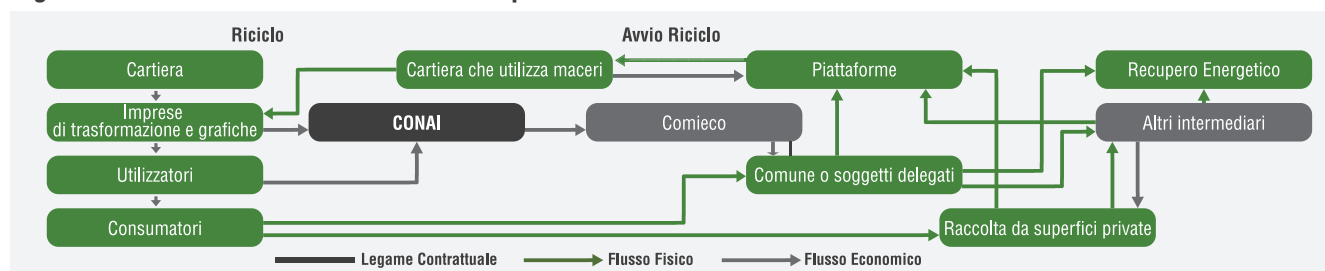 Riciclo
Avvio Riciclo
Cartiera
Cartiera che utilizza maceri
Piattaforme
Recupero Energetico
Imprese
di trasformazione e grafiche
CONAI
Comieco
Altri intermediari
Utilizzatori
Comune o soggetti delegati
Consumatori
Raccolta da superfici private
Legame Contrattuale
Flusso Fisico
Flusso Economico